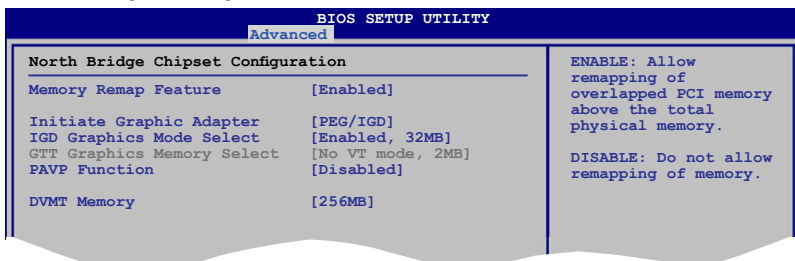 BIOS SETUP UTILITY
Advanced
North Bridge Chipset Configuration
Memory Remap Feature [Enabled]
Initiate Graphic Adapter [PEG/IGD]
IGD Graphics Mode Select [Enabled, 32MB]
GTT Graphics Memory Select [No VT mode, 2MB]
PAVP Function [Disabled]
DVMT Memory [256MB]
ENABLE: Allow
remapping of
overlapped PCI memory
above the total
physical memory.
DISABLE: Do not allow
remapping of memory.